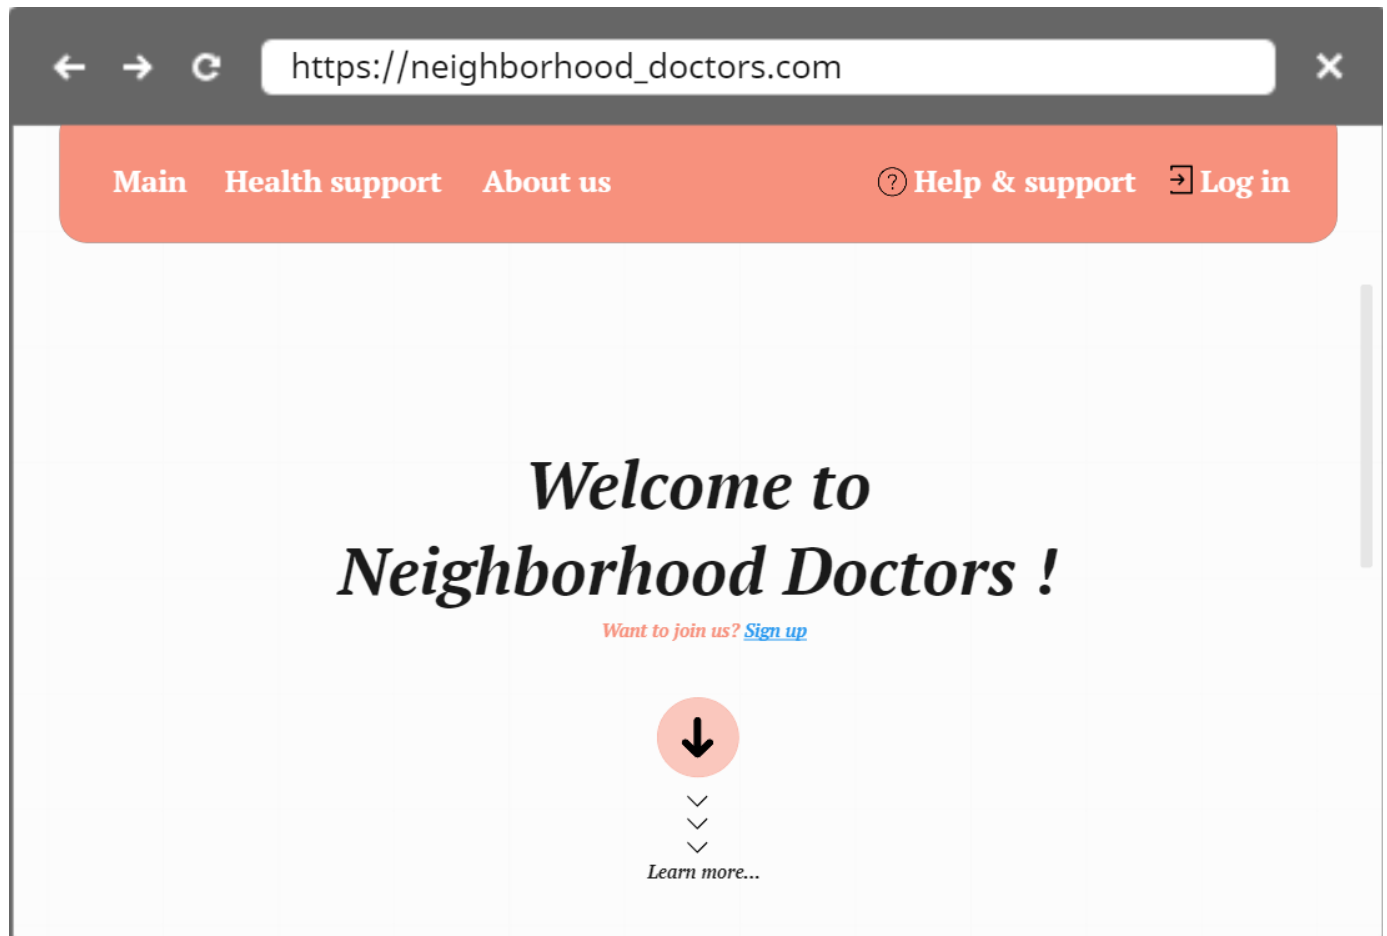 https://neighborhood_doctors.com
Main Health support About us Help & support Log in
Welcome to
Neighborhood Doctors !
Want to join us? Sign up
Learn more...